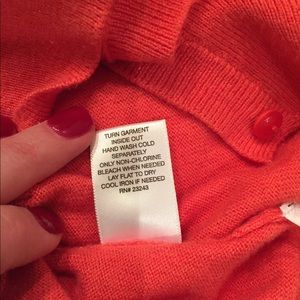 TURN GARMENT
INSIDE OUT
HAND WASH COLD
SEPARATELY
ONLY NON-CHLORINE
BLEACH WHEN NEEDED
LAY FLAT TO DRY
COOL IRON IF NEEDED
RN# 23243